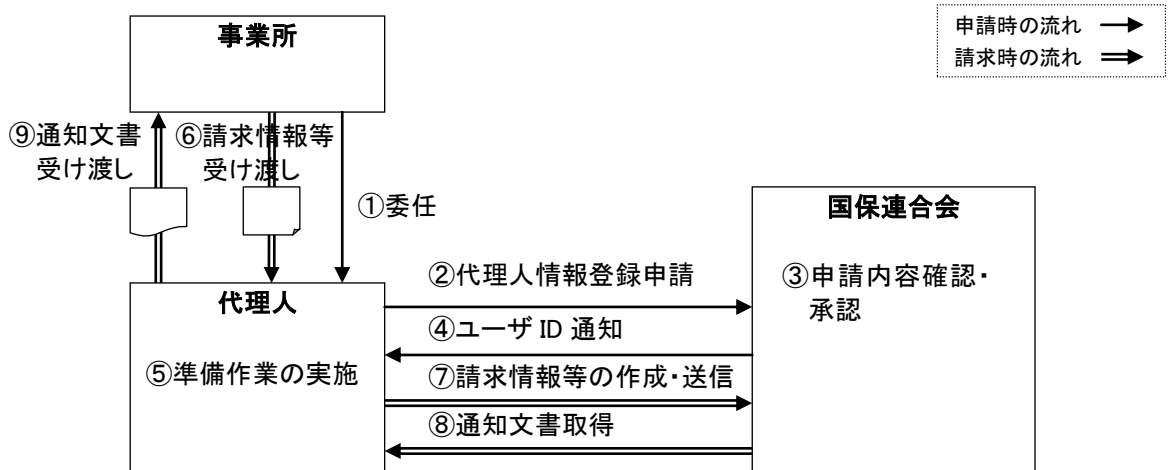 事業所
申請時の流れ
請求時の流れ
⑨通知文書
受け渡し
⑥請求情報等
受け渡し
①委任
国保連合会
③申請内容確認・
承認
代理人
⑤準備作業の実施
②代理人情報登録申請
④ユーザ ID 通知
⑦請求情報等の作成・送信
⑧通知文書取得